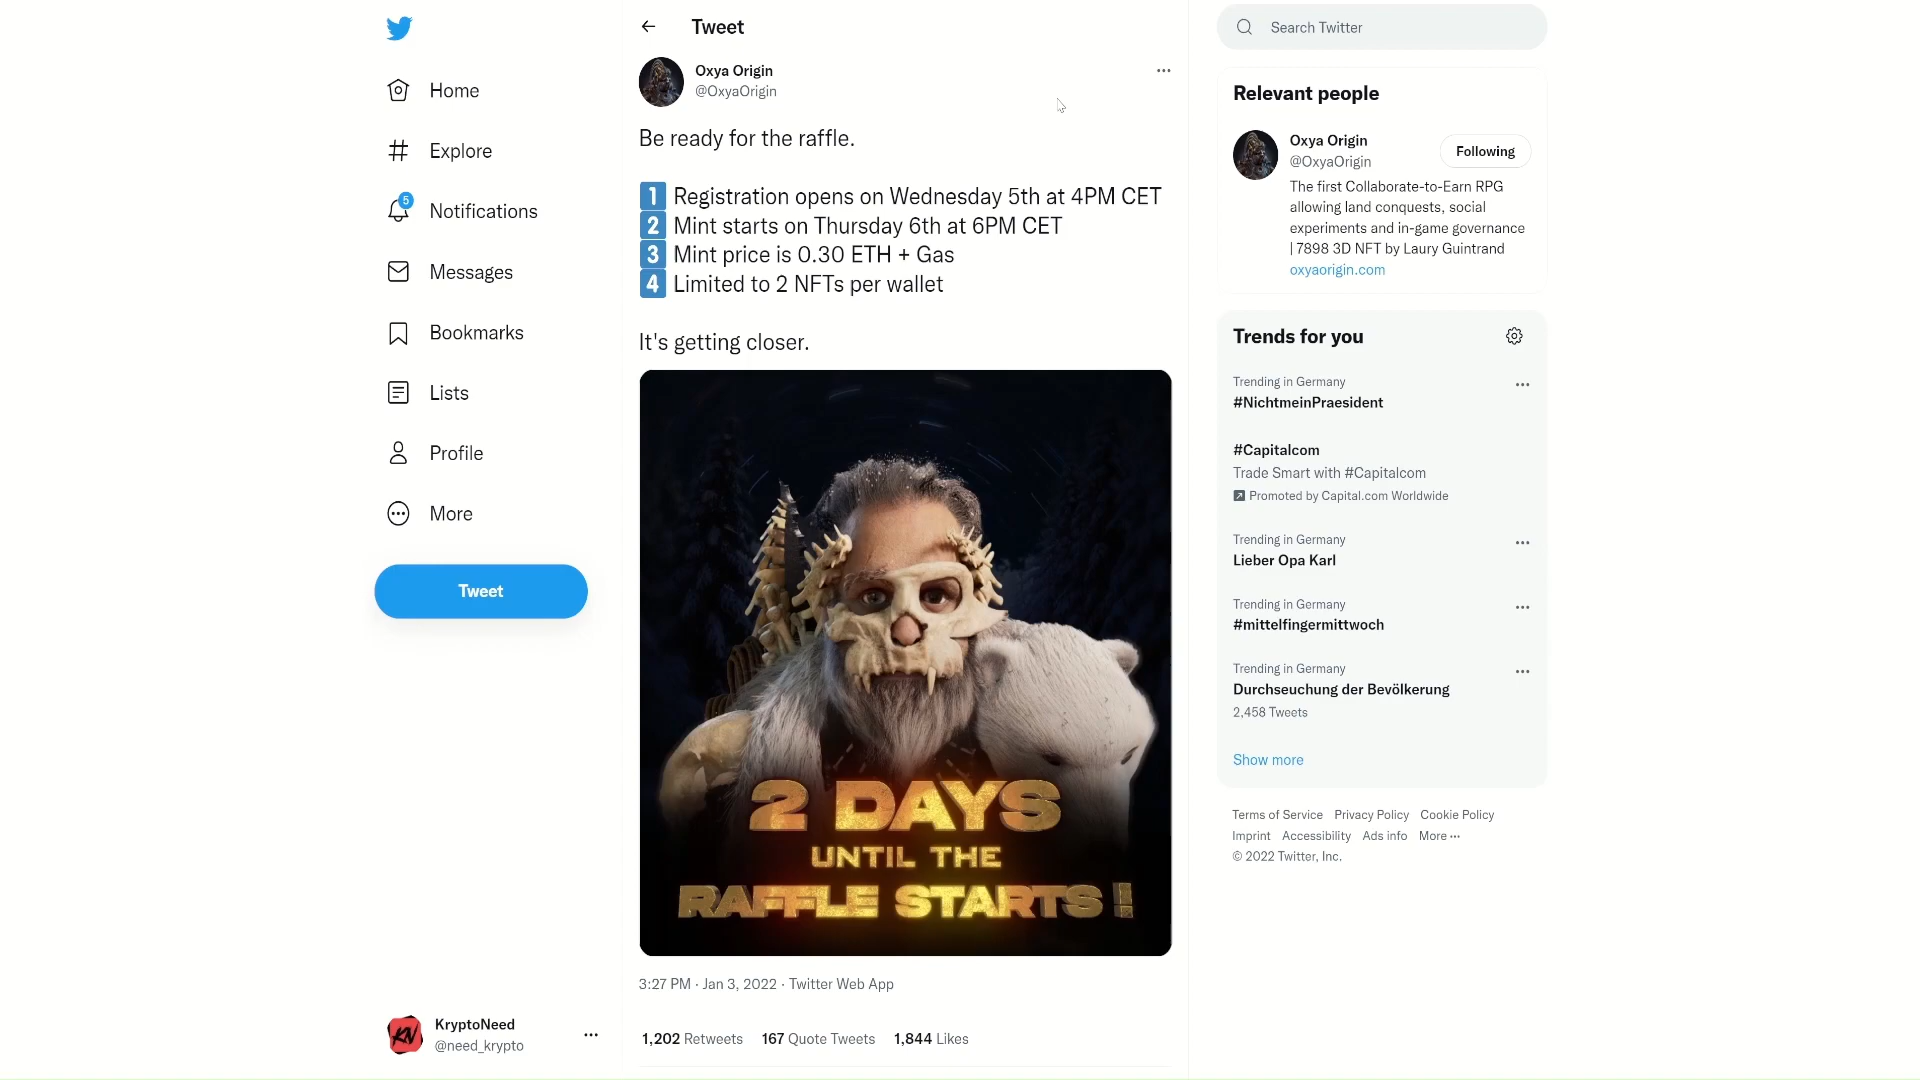 Home
Explore
5
Notifications
Messages
Bookmarks
Lists
Profile
More
Tweet
KN
KryptoNeed
@need_krypto
Tweet
Oxya Origin
@OxyaOrigin
Be ready for the raffle.
1 Registration opens on Wednesday 5th at 4PM CET
2 Mint starts on Thursday 6th at 6PM CET
3 Mint price is 0.30 ETH + Gas
4 Limited to 2 NFTs per wallet
It's getting closer.
2 DAYS
UNTIL THE
RAFFLE STARTS !
3:27 PM · Jan 3, 2022 · Twitter Web App
1,202 Retweets 167 Quote Tweets 1,844 Likes
Search Twitter
Relevant people
Oxya Origin
@OxyaOrigin
Following
The first Collaborate-to-Earn RPG
allowing land conquests, social
experiments and in-game governance
| 7898 3D NFT by Laury Guintrand
oxyaorigin.com
Trends for you
Trending in Germany
#NichtmeinPraesident
#Capitalcom
Trade Smart with #Capitalcom
Promoted by Capital.com Worldwide
Trending in Germany
Lieber Opa Karl
Trending in Germany
#mittelfingermittwoch
Trending in Germany
Durchseuchung der Bevölkerung
2,458 Tweets
Show more
Terms of Service Privacy Policy Cookie Policy
Imprint Accessibility Ads info More ···
© 2022 Twitter, Inc.